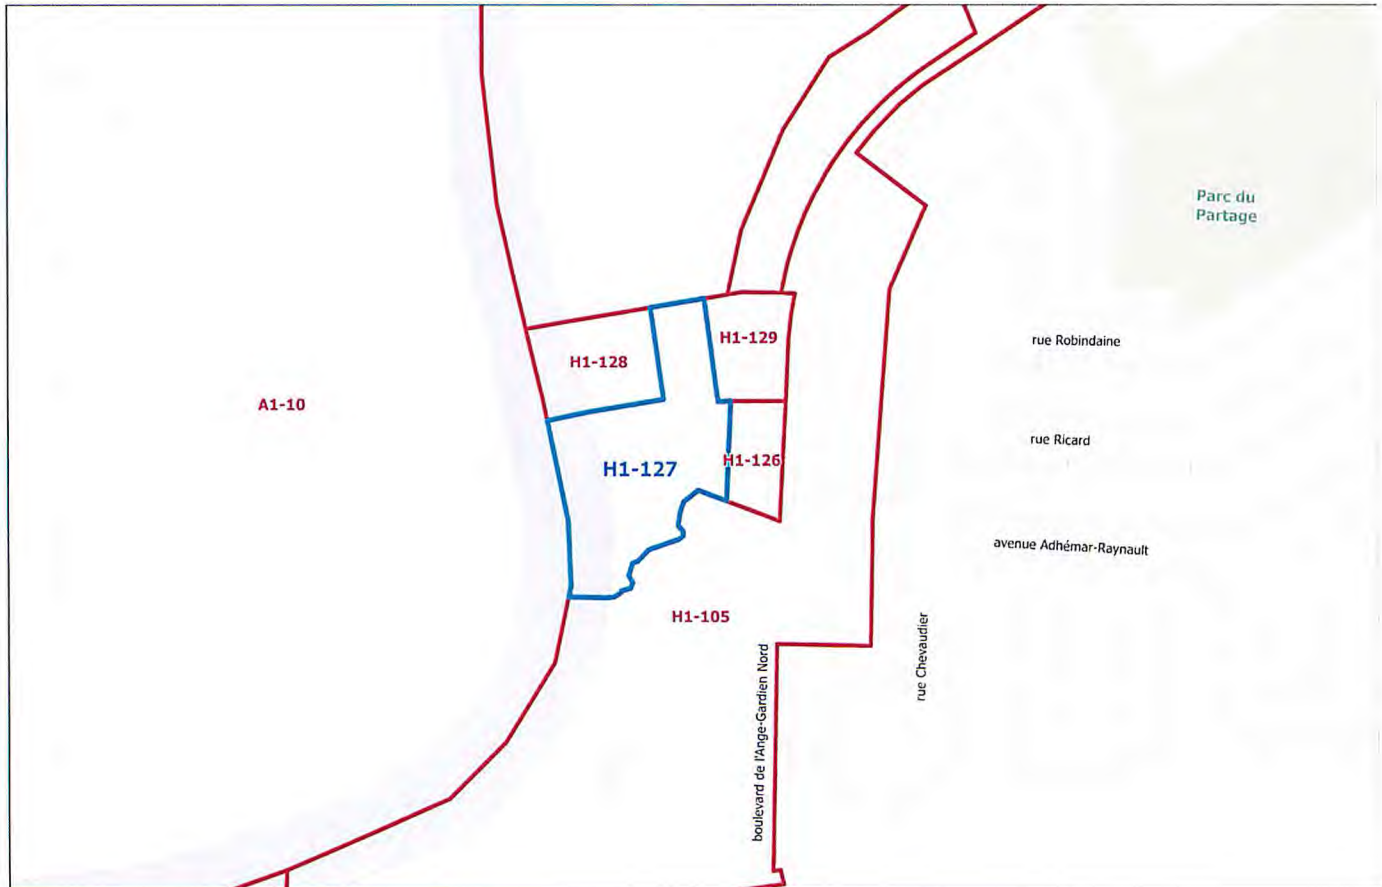 Parc du
Partage
rue Robindaine
H1-129
H1-128
A1-10
rue Ricard
H1-126
H1-127
avenue Adhémar-Raynault
H1-105
rue Chevaudier
boulevard de l'Ange-Gardien Nord